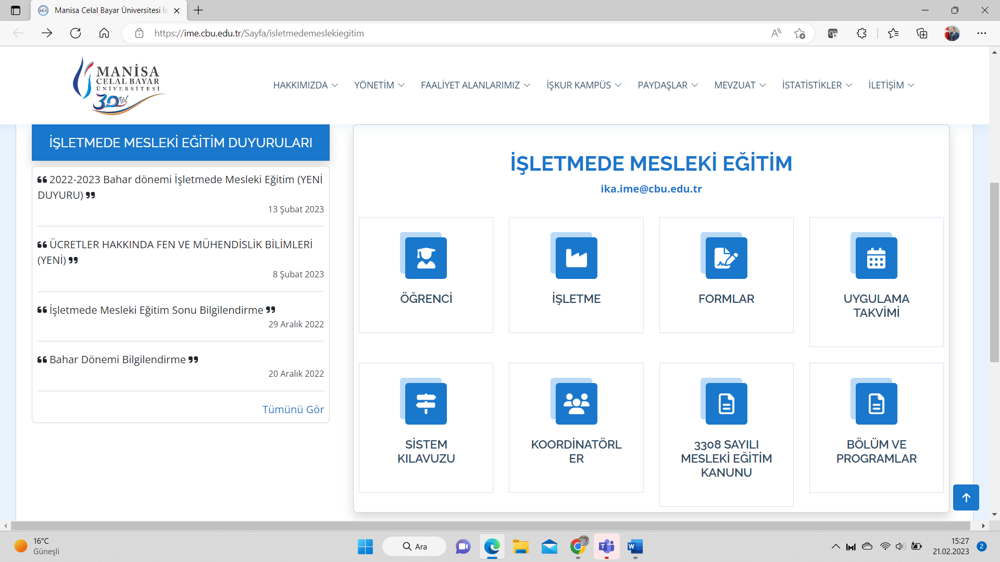 Manisa Celal Bayar Üniversitesi İş
https://ime.cbu.edu.tr/Sayfa/isletmedemeslekiegitim
MANİSA
CELAL BAYAR
ÜNİVERSİTESİ
30. Yıl
HAKKIMIZDA
YÖNETİM
FAALİYET ALANLARIMIZ
İŞKUR KAMPÜS
PAYDAŞLAR
MEVZUAT
İSTATİSTİKLER
İLETİŞİM
İŞLETMEDE MESLEKİ EĞİTİM DUYURULARI
❝ 2022-2023 Bahar dönemi İşletmede Mesleki Eğitim (YENİ
DUYURU) ❞
13 Şubat 2023
❝ ÜCRETLER HAKKINDA FEN VE MÜHENDİSLİK BİLİMLERİ
(YENİ) ❞
8 Şubat 2023
❝ İşletmede Mesleki Eğitim Sonu Bilgilendirme ❞
29 Aralık 2022
❝ Bahar Dönemi Bilgilendirme ❞
20 Aralık 2022
Tümünü Gör
İŞLETMEDE MESLEKİ EĞİTİM
ika.ime@cbu.edu.tr
ÖĞRENCİ
İŞLETME
FORMLAR
UYGULAMA
TAKVİMİ
SİSTEM
KILAVUZU
KOORDİNATÖRL
ER
3308 SAYILI
MESLEKİ EĞİTİM
KANUNU
BÖLÜM VE
PROGRAMLAR
16°C
Güneşli
Ara
15:27
21.02.2023
2